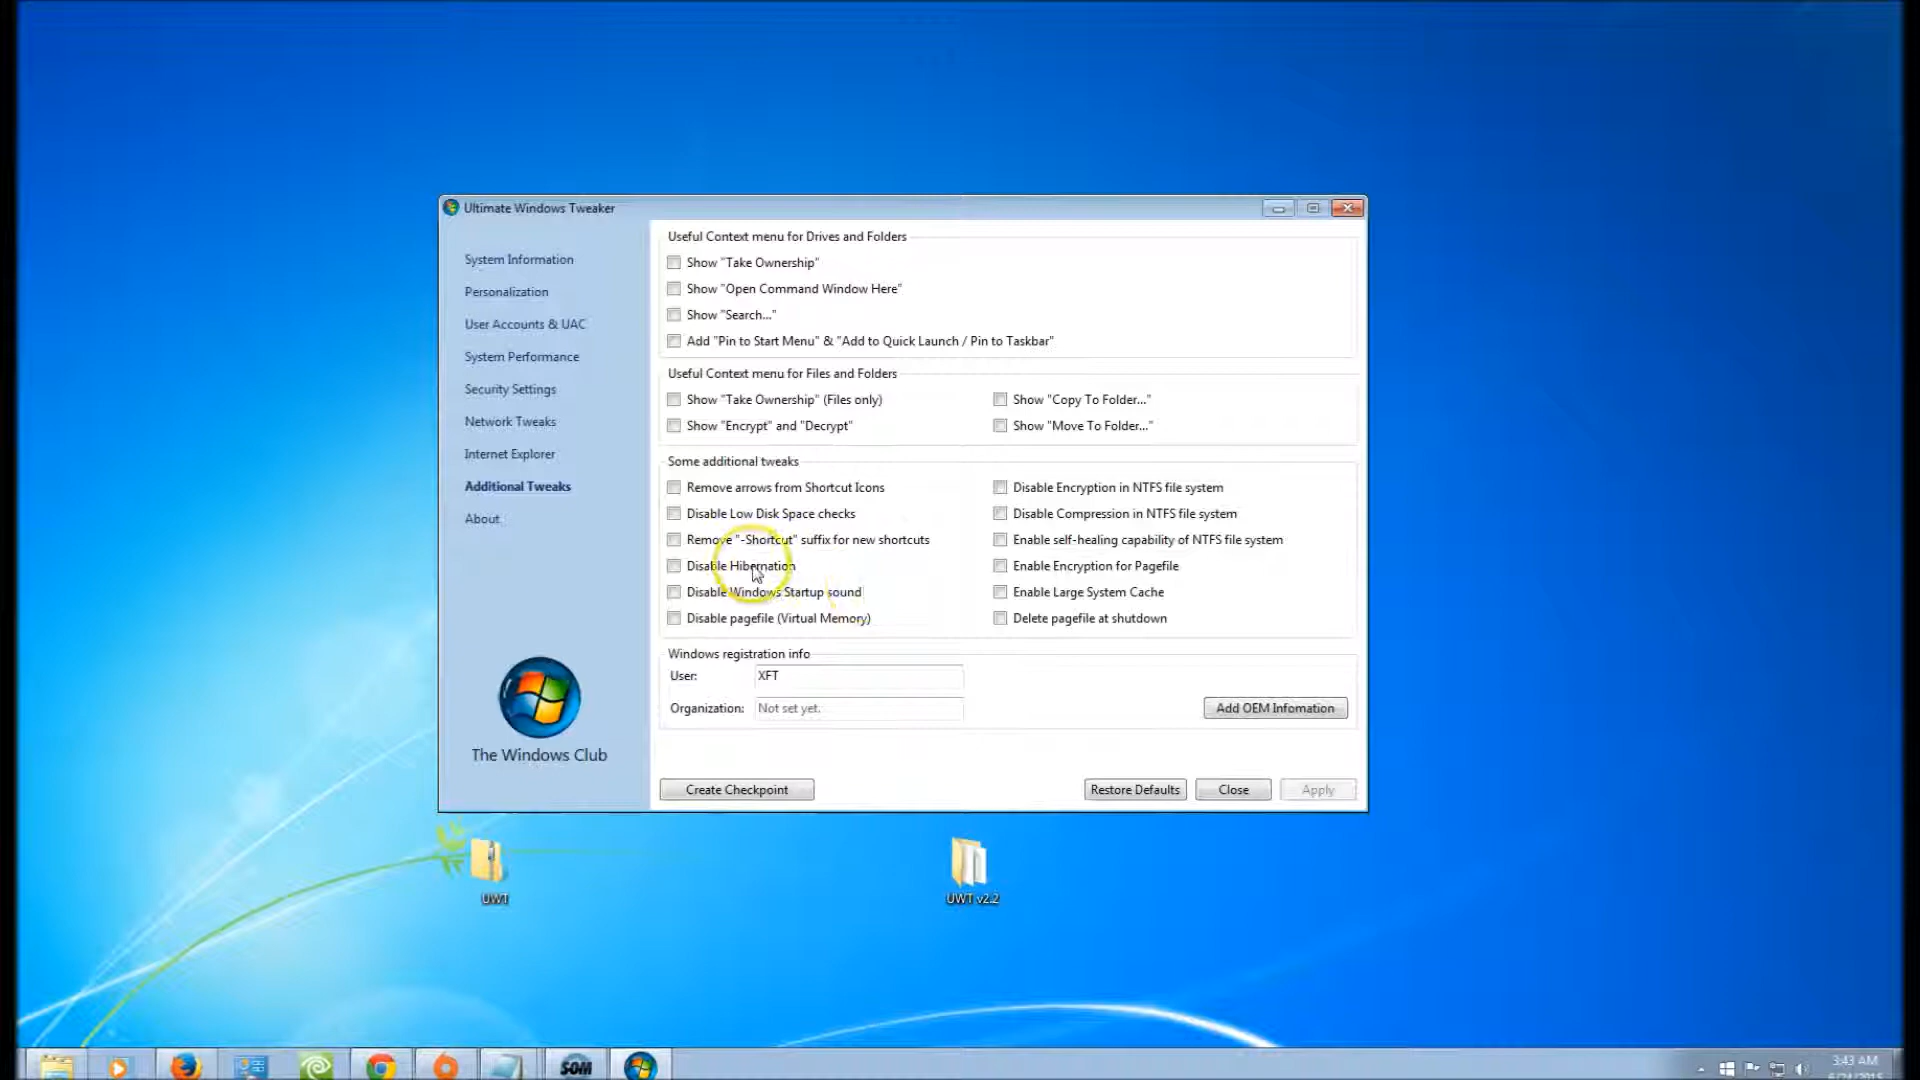 Ultimate Windows Tweaker
System Information
Personalization
User Accounts & UAC
System Performance
Security Settings
Network Tweaks
Internet Explorer
Additional Tweaks
About
The Windows Club
Useful Context menu for Drives and Folders
Show "Take Ownership"
Show "Open Command Window Here"
Show "Search..."
Add "Pin to Start Menu" & "Add to Quick Launch / Pin to Taskbar"
Useful Context menu for Files and Folders
Show "Take Ownership" (Files only)
Show "Copy To Folder..."
Show "Encrypt" and "Decrypt"
Show "Move To Folder..."
Some additional tweaks
Remove arrows from Shortcut Icons
Disable Encryption in NTFS file system
Disable Low Disk Space checks
Disable Compression in NTFS file system
Remove "-Shortcut" suffix for new shortcuts
Enable self-healing capability of NTFS file system
Disable Hibernation
Enable Encryption for Pagefile
Disable Windows Startup sound
Enable Large System Cache
Disable pagefile (Virtual Memory)
Delete pagefile at shutdown
Windows registration info
User: XFT
Organization: Not set yet.
Add OEM Infomation
Create Checkpoint
Restore Defaults
Close
Apply
UWT
UWT v2.2
SOM
3:43 AM